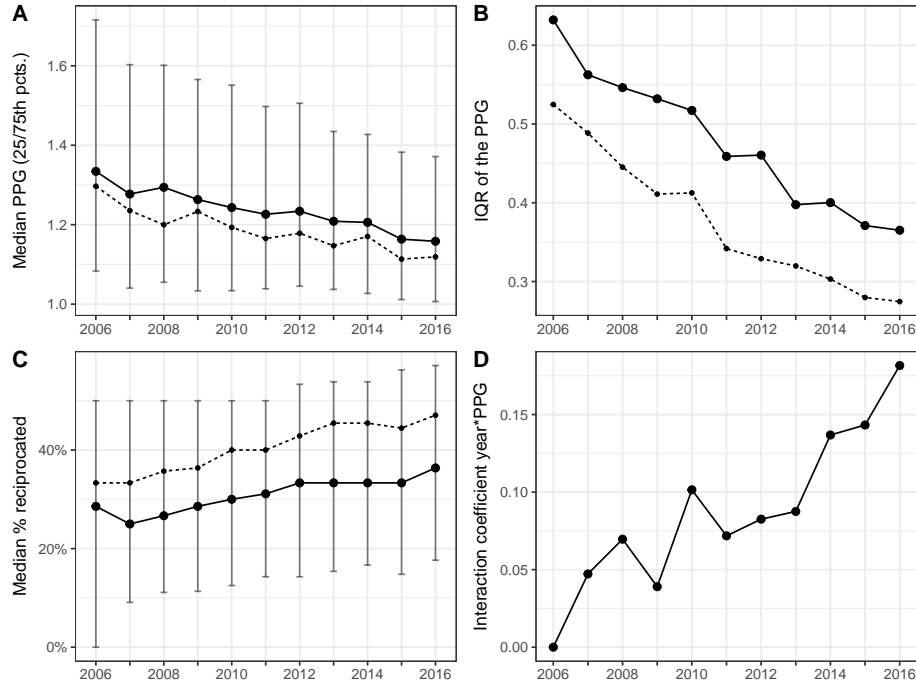 A
Median PPG (25/75th pcts.)
1.6
1.4
1.2
1.0
2006 2008 2010 2012 2014 2016
B
IQR of the PPG
0.6
0.5
0.4
0.3
2006 2008 2010 2012 2014 2016
C
Median % reciprocated
40%
20%
0%
2006 2008 2010 2012 2014 2016
D
Interaction coefficient year*PPG
0.15
0.10
0.05
0.00
2006 2008 2010 2012 2014 2016